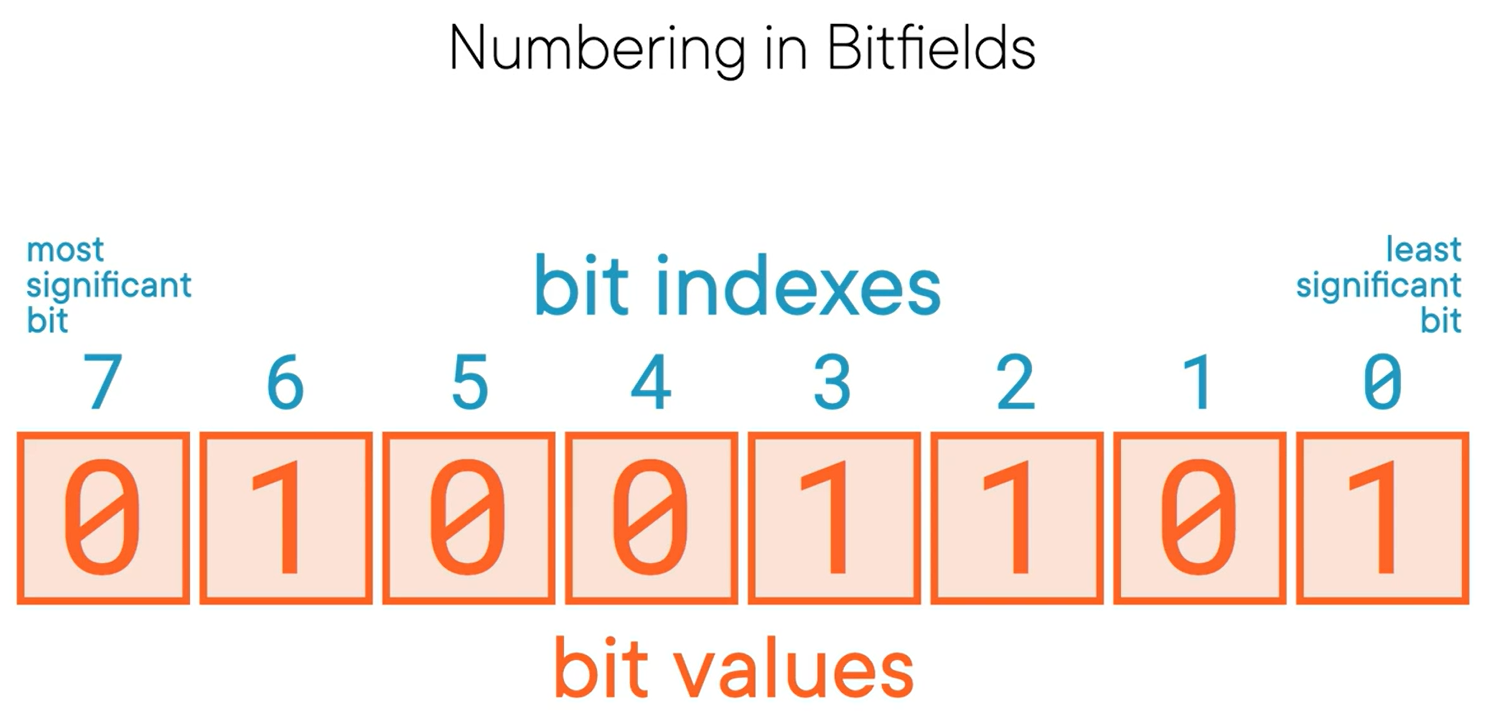 Numbering in Bitfields
most
significant
bit
bit indexes
least
significant
bit
7 6 5 4 3 2 1 0
0 1 0 0 1 1 0 1
bit values